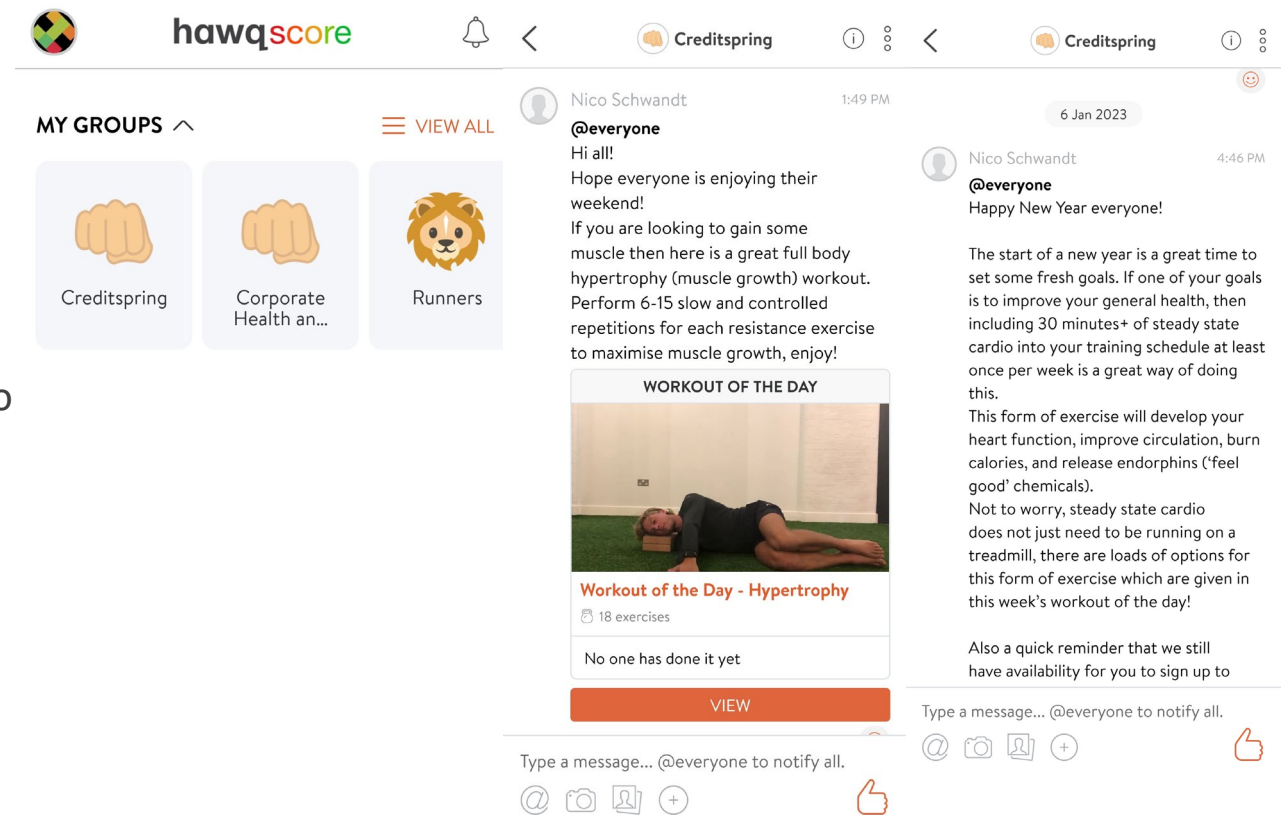 hawqscore
MY GROUPS
VIEW ALL
Creditspring
Corporate
Health an...
Runners
Creditspring
Nico Schwandt
1:49 PM
@everyone
Hi all!
Hope everyone is enjoying their
weekend!
If you are looking to gain some
muscle then here is a great full body
hypertrophy (muscle growth) workout.
Perform 6-15 slow and controlled
repetitions for each resistance exercise
to maximise muscle growth, enjoy!
WORKOUT OF THE DAY
Workout of the Day - Hypertrophy
18 exercises
No one has done it yet
VIEW
Type a message... @everyone to notify all.
Creditspring
6 Jan 2023
Nico Schwandt
4:46 PM
@everyone
Happy New Year everyone!
The start of a new year is a great time to
set some fresh goals. If one of your goals
is to improve your general health, then
including 30 minutes+ of steady state
cardio into your training schedule at least
once per week is a great way of doing
this.
This form of exercise will develop your
heart function, improve circulation, burn
calories, and release endorphins (‘feel
good’ chemicals).
Not to worry, steady state cardio
does not just need to be running on a
treadmill, there are loads of options for
this form of exercise which are given in
this week’s workout of the day!
Also a quick reminder that we still
have availability for you to sign up to
Type a message... @everyone to notify all.